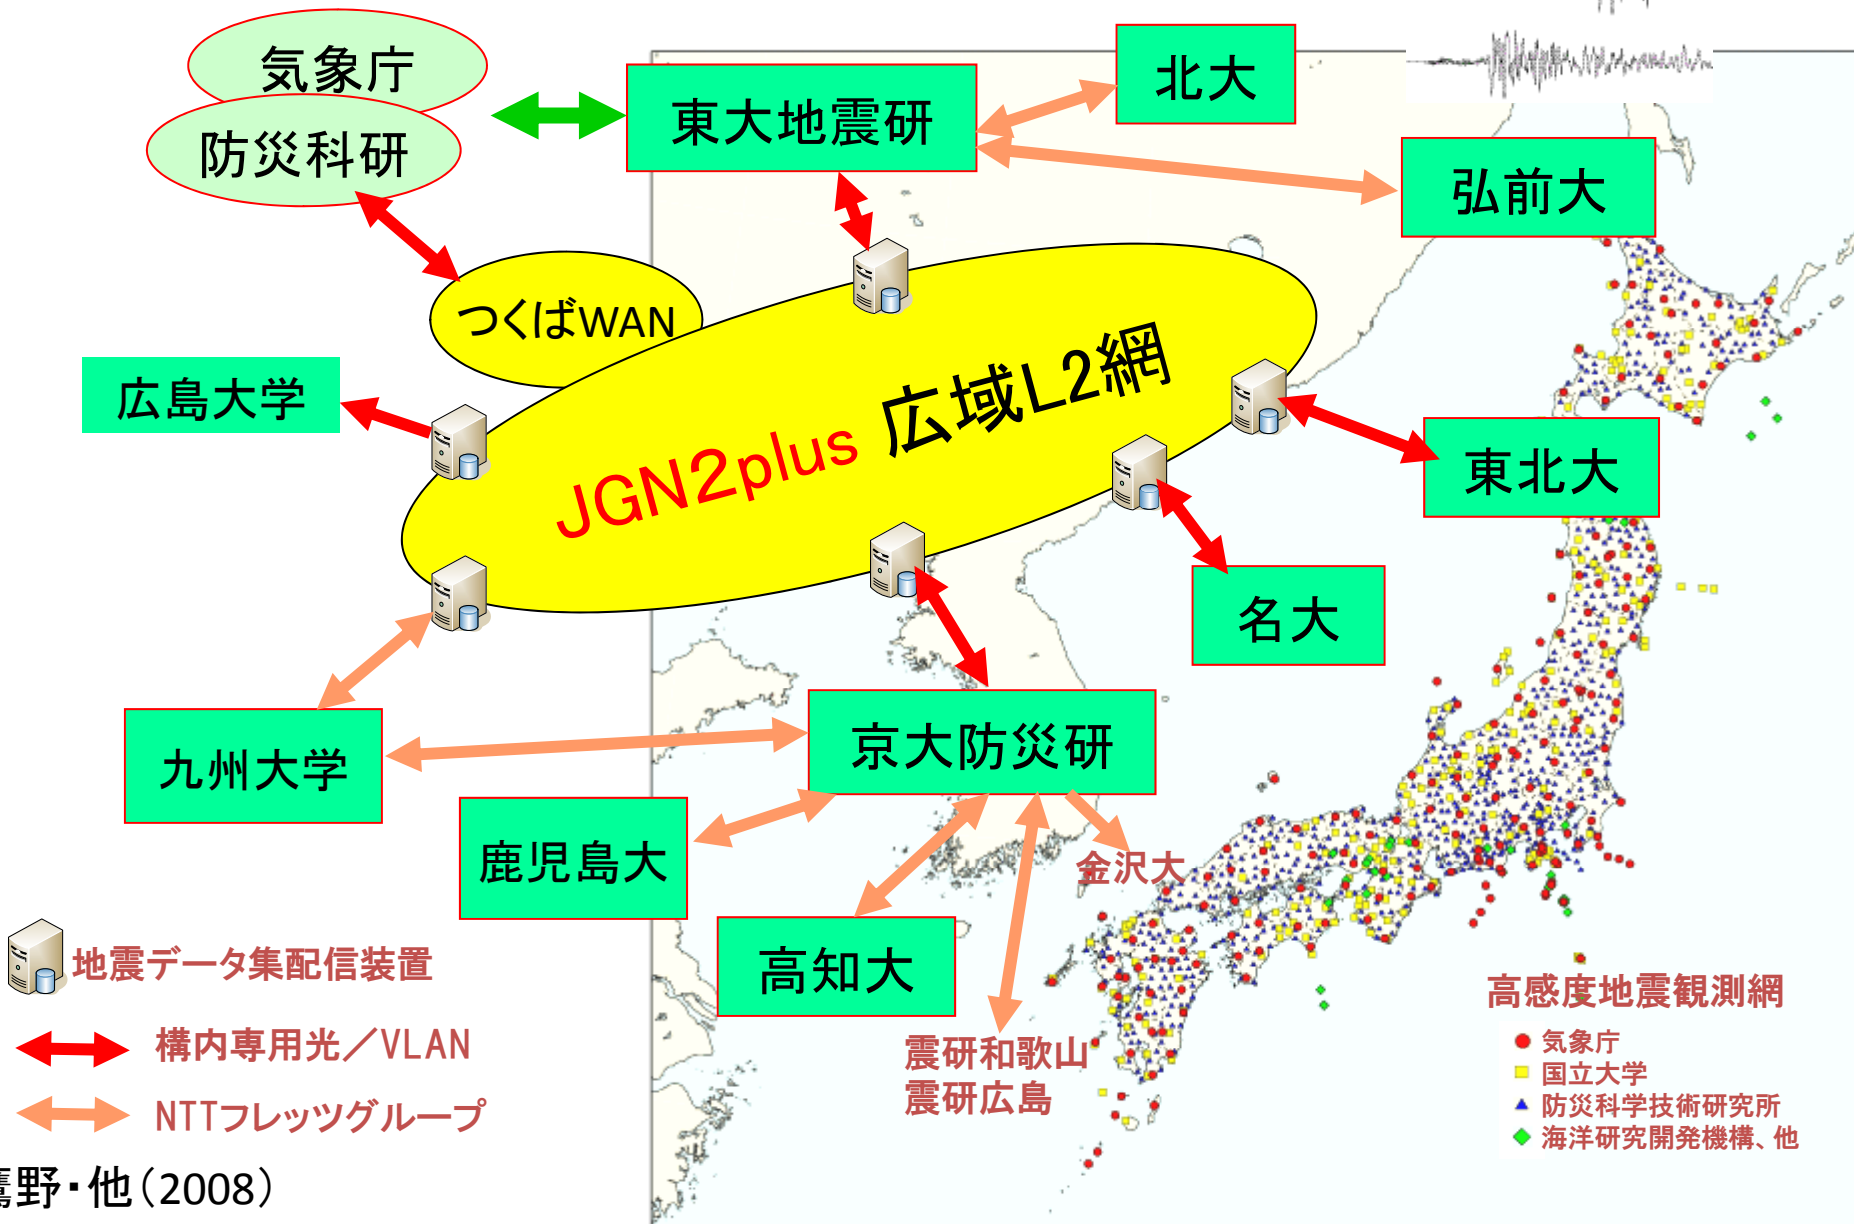 気象庁
防災科研
東大地震研
北大
弘前大
つくばWAN
広島大学
JGN2plus 広域L2網
東北大
名大
九州大学
京大防災研
鹿児島大
金沢大
高知大
地震データ集配信装置
構内専用光／VLAN
NTTフレッツグループ
震研和歌山
震研広島
高感度地震観測網
気象庁
国立大学
防災科学技術研究所
海洋研究開発機構、他
鷹野・他（2008）